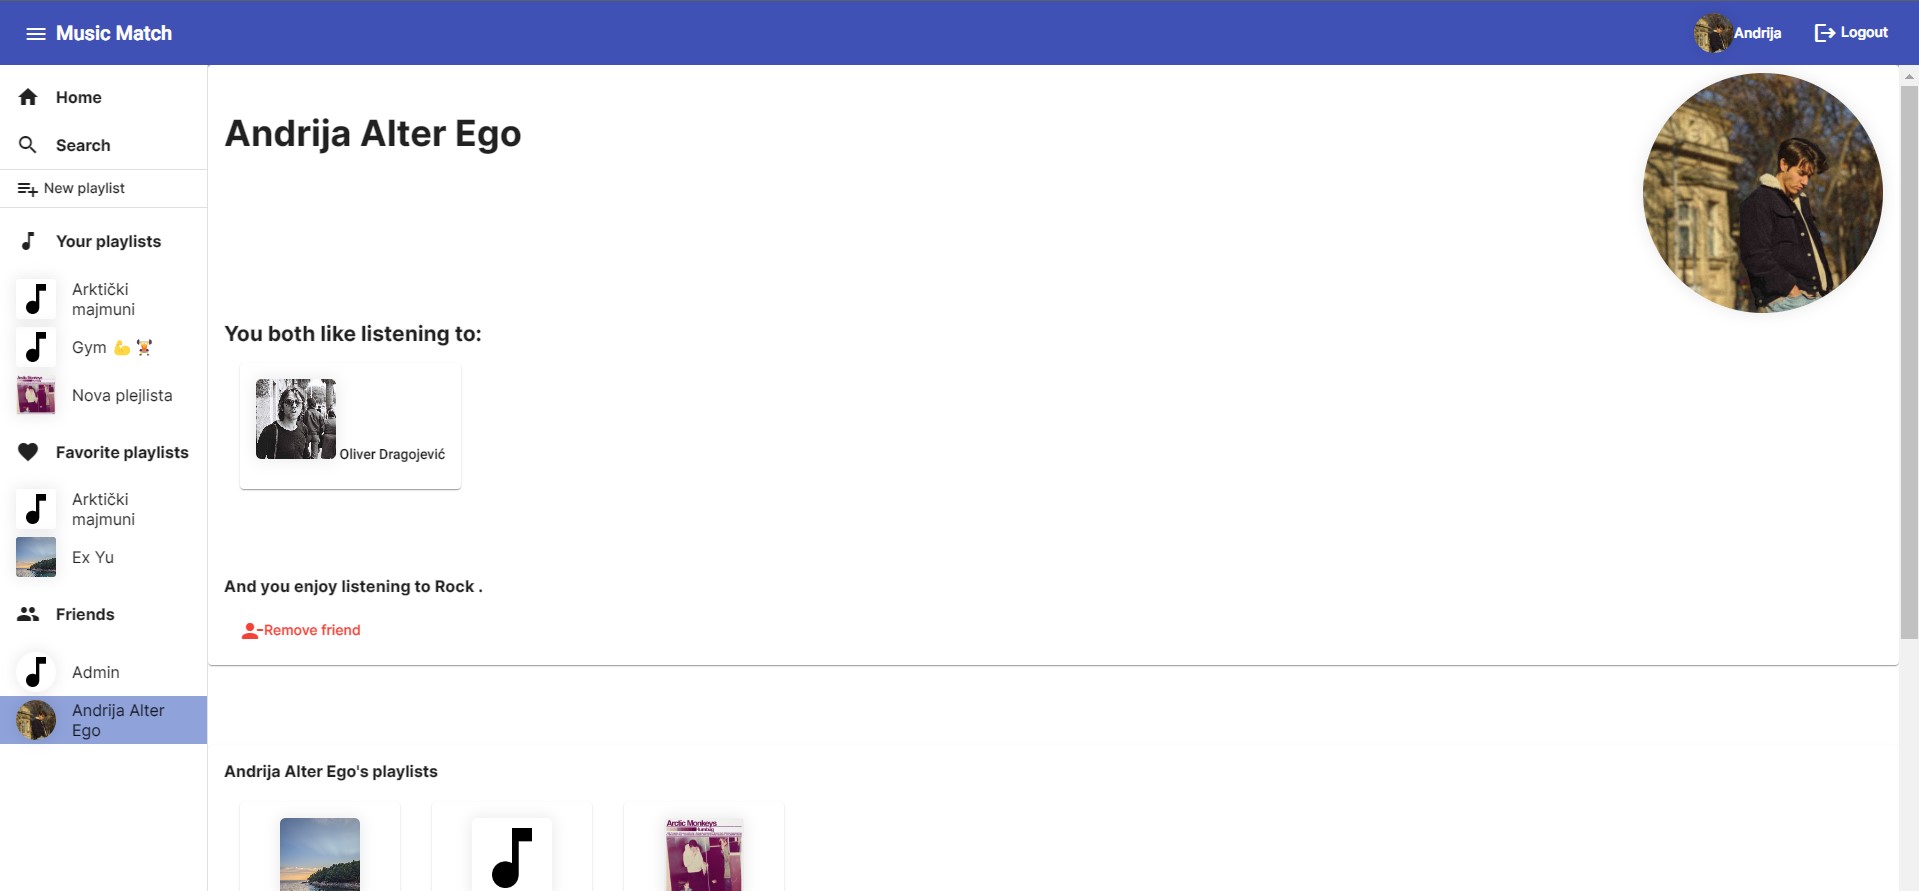 Music Match
Andrija
Logout
Home
Search
New playlist
Your playlists
Arktički
majmuni
Gym 💪 🏋
Nova plejlista
Favorite playlists
Arktički
majmuni
Ex Yu
Friends
Admin
Andrija Alter
Ego
Andrija Alter Ego
You both like listening to:
Oliver Dragojević
And you enjoy listening to Rock .
Remove friend
Andrija Alter Ego's playlists
Arctic Monkeys